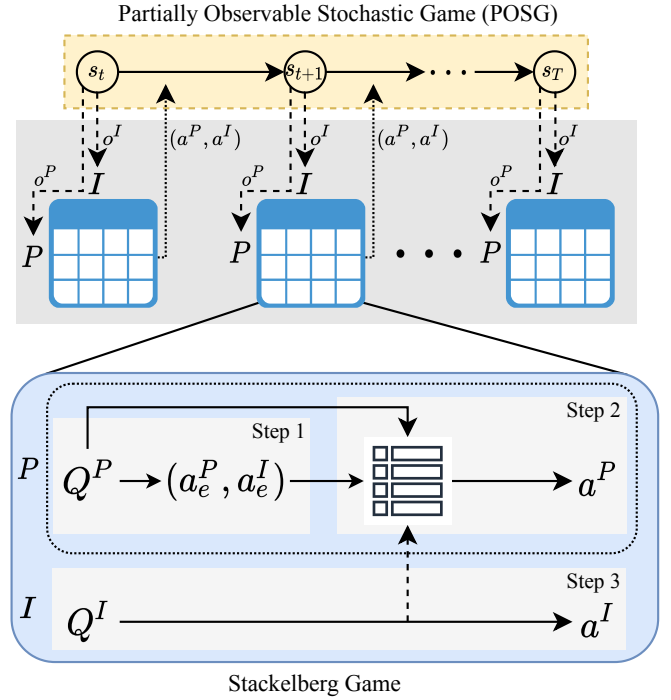 Partially Observable Stochastic Game (POSG)
s_t s_{t+1} ··· s_T
o^I (a^P, a^I) o^I (a^P, a^I) o^I
o^P I o^P I o^P I
P P ··· P
Step 2
Step 1
P Q^P (a_e^P, a_e^I) a^P
Step 3
I Q^I a^I
Stackelberg Game